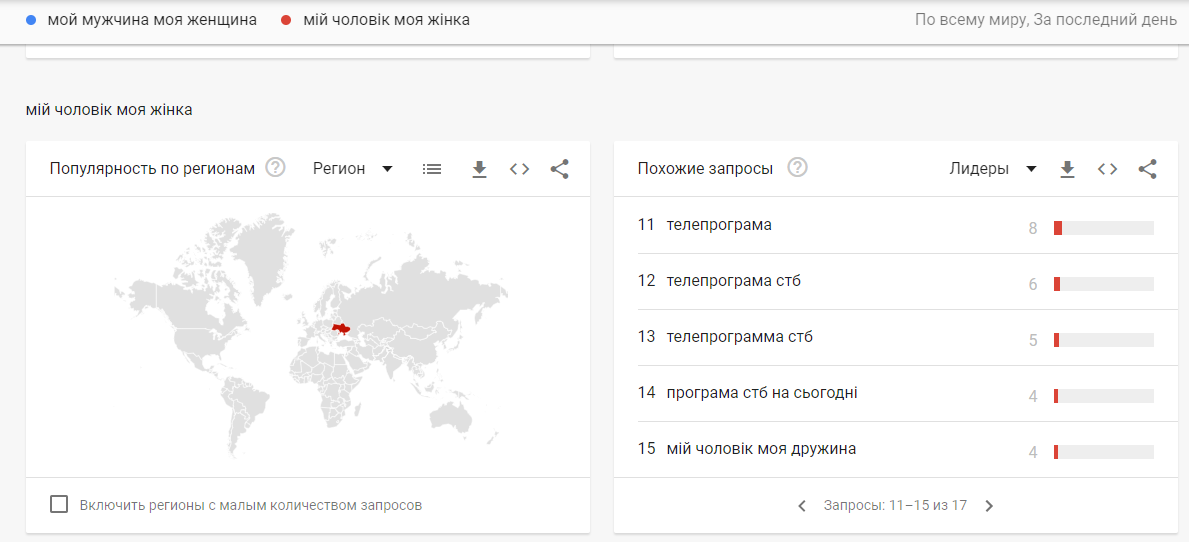 мой мужчина моя женщина мій чоловік моя жінка По всему миру, За последний день
мій чоловік моя жінка
Популярность по регионам ? Регион
Похожие запросы ? Лидеры
11 телепрограма 8
12 телепрограма стб 6
13 телепрограмма стб 5
14 програма стб на сьогодні 4
15 мій чоловік моя дружина 4
Включить регионы с малым количеством запросов
Запросы: 11–15 из 17